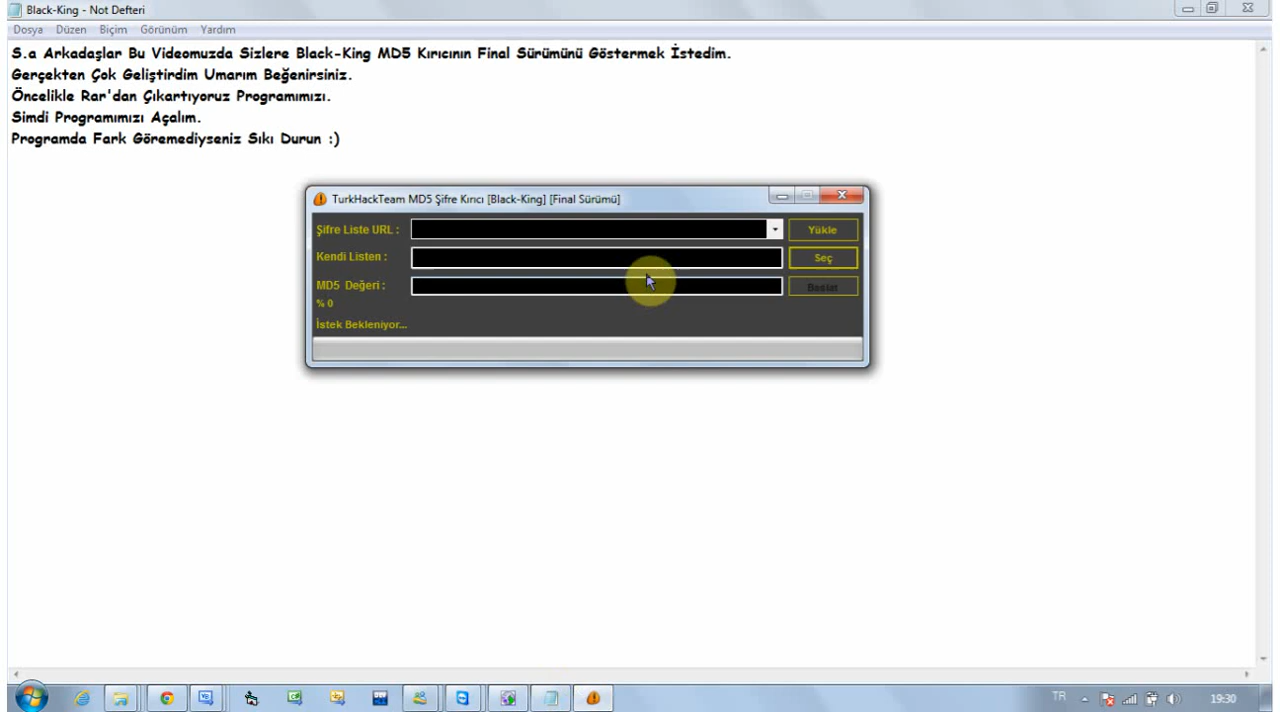 Black-King - Not Defteri
Dosya Düzen Biçim Görünüm Yardım
S.a Arkadaşlar Bu Videomuzda Sizlere Black-King MD5 Kırıcının Final Sürümünü Göstermek İstedim.
Gerçekten Çok Geliştirdim Umarım Beğenirsiniz.
Öncelikle Rar'dan Çıkartıyoruz Programımızı.
Simdi Programımızı Açalım.
Programda Fark Göremediyseniz Sıkı Durun :)
TurkHackTeam MD5 Şifre Kırıcı [Black-King] [Final Sürümü]
Şifre Liste URL : Yükle
Kendi Listen : Seç
MD5 Değeri : Başlat
% 0
İstek Bekleniyor...
TR 19:30